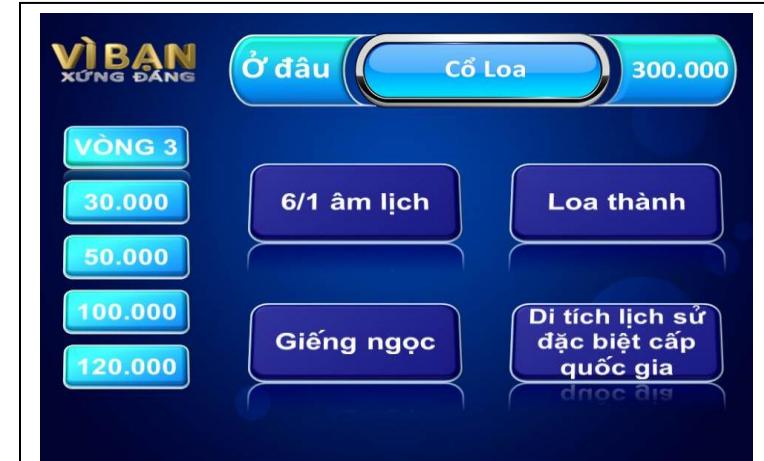 VÌ BẠN
XỨNG ĐÁNG
Ở đâu
Cổ Loa
300.000
VÒNG 3
30.000
50.000
100.000
120.000
6/1 âm lịch
Loa thành
Giếng ngọc
Di tích lịch sử
đặc biệt cấp
quốc gia